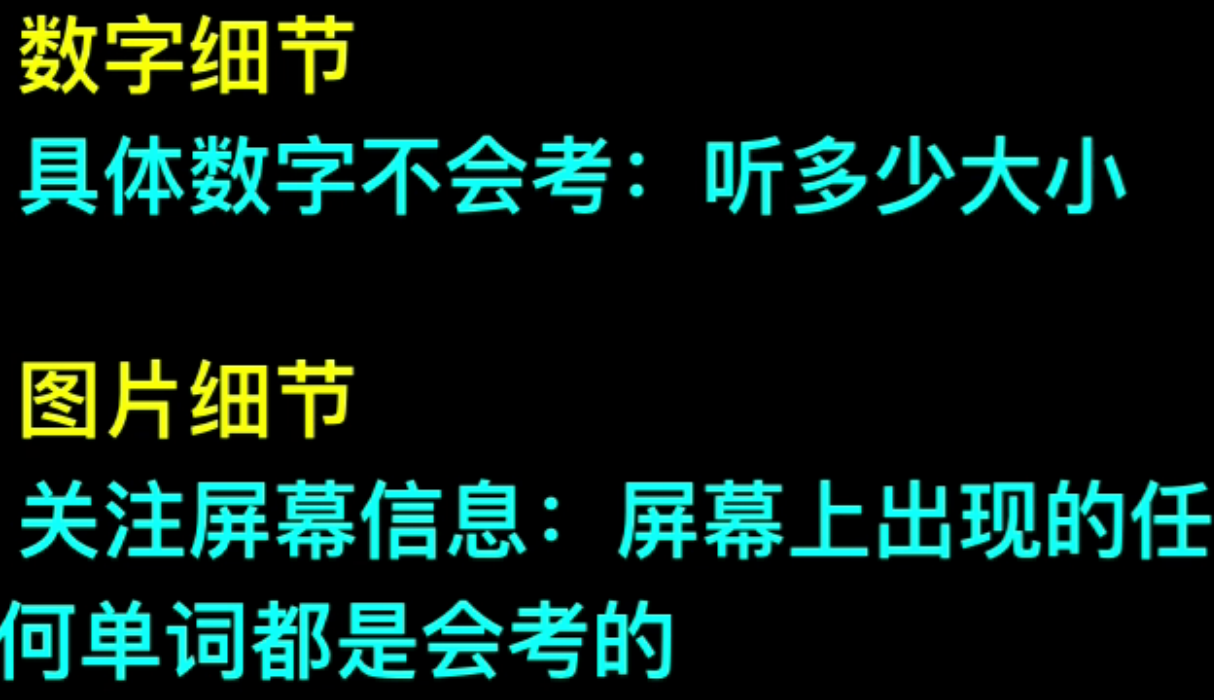 数字细节
具体数字不会考：听多少大小
图片细节
关注屏幕信息：屏幕上出现的任
何单词都是会考的